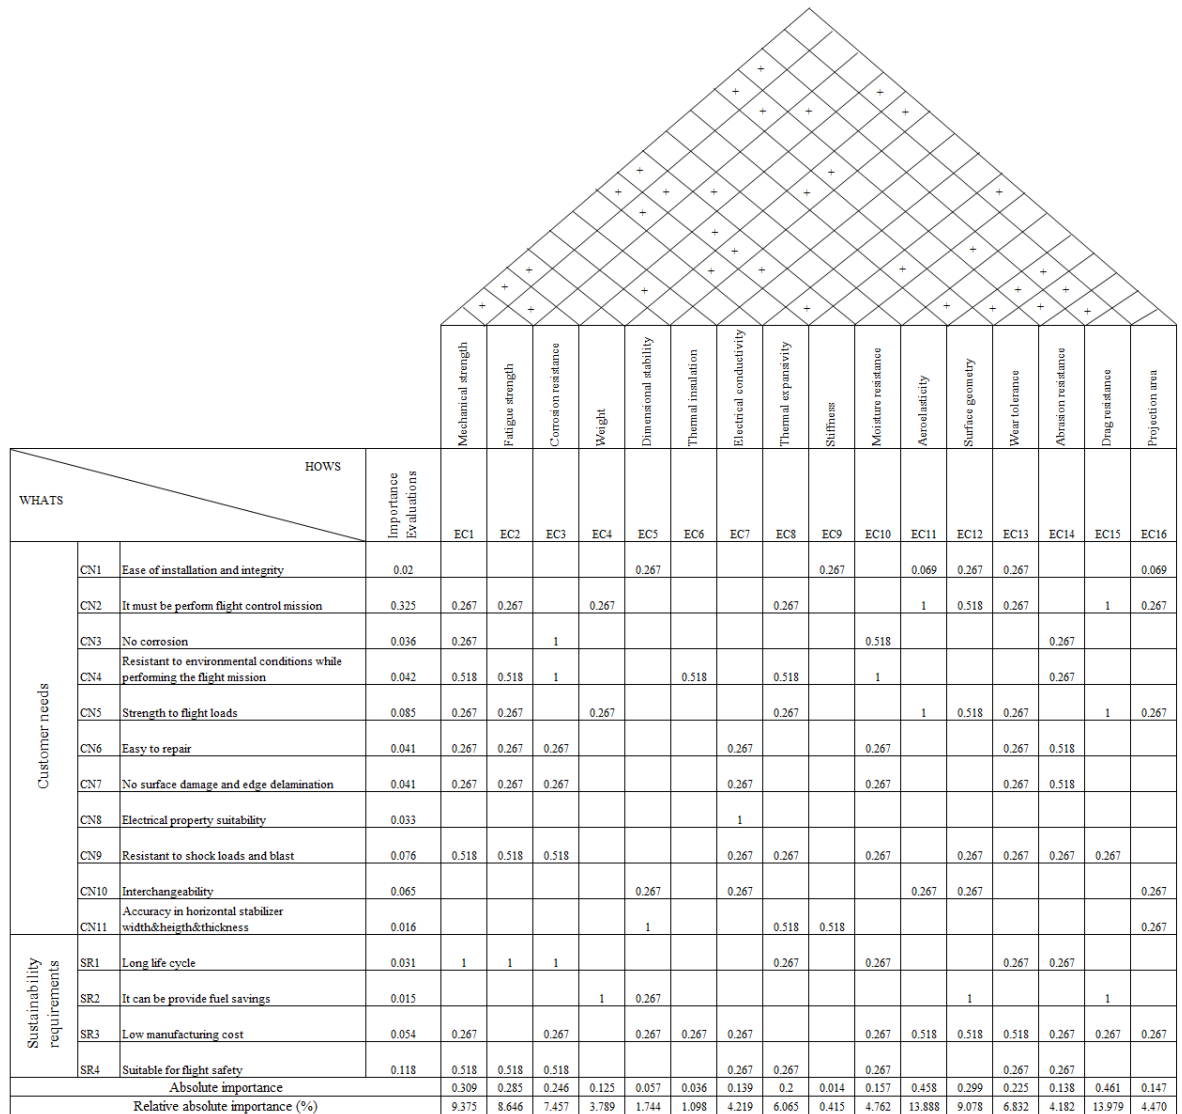 +
+
+
+ +
+ +
+
+
+ + + +
+ +
+
+
+
+ +
+ + + +
+ +
+ + + +
+ + + + + + +
Mechanical strength
Fatigue strength
Corrosion resistance
Weight
Dimensional stability
Thermal insulation
Electrical conductivity
Thermal expansivity
Stiffness
Moisture resistance
Aeroelasticity
Surface geometry
Wear tolerance
Abrasion resistance
Drag resistance
Projection area
HOWS
WHATS
Importance
Evaluations
EC1 EC2 EC3 EC4 EC5 EC6 EC7 EC8 EC9 EC10 EC11 EC12 EC13 EC14 EC15 EC16
Customer needs
CN1 Ease of installation and integrity 0.02 0.267 0.267 0.069 0.267 0.267 0.069
CN2 It must be perform flight control mission 0.325 0.267 0.267 0.267 0.267 1 0.518 0.267 1 0.267
CN3 No corrosion 0.036 0.267 1 0.518 0.267
Resistant to environmental conditions while
CN4 performing the flight mission 0.042 0.518 0.518 1 0.518 0.518 1 0.267
CN5 Strength to flight loads 0.085 0.267 0.267 0.267 0.267 1 0.518 0.267 1 0.267
CN6 Easy to repair 0.041 0.267 0.267 0.267 0.267 0.267 0.267 0.518
CN7 No surface damage and edge delamination 0.041 0.267 0.267 0.267 0.267 0.267 0.267 0.518
CN8 Electrical property suitability 0.033 1
CN9 Resistant to shock loads and blast 0.076 0.518 0.518 0.518 0.267 0.267 0.267 0.267 0.267 0.267 0.267
CN10 Interchangeability 0.065 0.267 0.267 0.267 0.267 0.267
Accuracy in horizontal stabilizer
CN11 width&heigth&thickness 0.016 1 0.518 0.518 0.267
Sustainability
requirements
SR1 Long life cycle 0.031 1 1 1 0.267 0.267 0.267 0.267
SR2 It can be provide fuel savings 0.015 1 0.267 1 1
SR3 Low manufacturing cost 0.054 0.267 0.267 0.267 0.267 0.267 0.267 0.518 0.518 0.518 0.267 0.267 0.267
SR4 Suitable for flight safety 0.118 0.518 0.518 0.518 0.267 0.267 0.267 0.267 0.267
Absolute importance 0.309 0.285 0.246 0.125 0.057 0.036 0.139 0.2 0.014 0.157 0.458 0.299 0.225 0.138 0.461 0.147
Relative absolute importance (%) 9.375 8.646 7.457 3.789 1.744 1.098 4.219 6.065 0.415 4.762 13.888 9.078 6.832 4.182 13.979 4.470